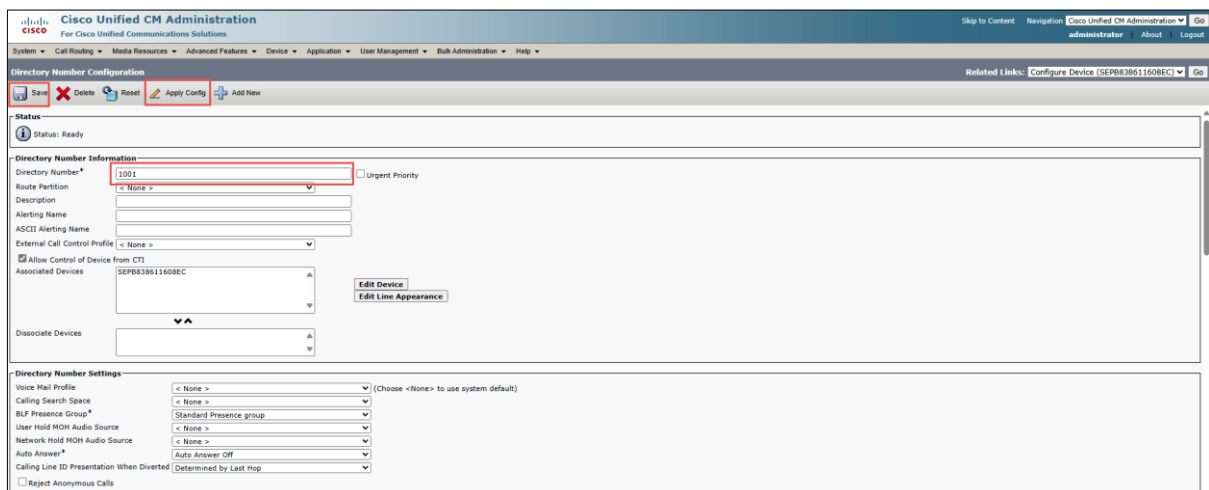 Cisco Unified CM Administration
For Cisco Unified Communications Solutions
CISCO
Skip to Content Navigation Cisco Unified CM Administration Go
administrator | About | Logout
System Call Routing Media Resources Advanced Features Device Application User Management Bulk Administration Help
Directory Number Configuration
Related Links: Configure Device (SEPB838611608EC) Go
Save Delete Reset Apply Config Add New
Status
Status: Ready
Directory Number Information
Directory Number* 1001 Urgent Priority
Route Partition < None >
Description
Alerting Name
ASCII Alerting Name
External Call Control Profile < None >
Allow Control of Device from CTI
Associated Devices SEPB838611608EC
Edit Device
Edit Line Appearance
Dissociate Devices
Directory Number Settings
Voice Mail Profile < None > (Choose <None> to use system default)
Calling Search Space < None >
BLF Presence Group* Standard Presence group
User Hold MOH Audio Source < None >
Network Hold MOH Audio Source < None >
Auto Answer* Auto Answer Off
Calling Line ID Presentation When Diverted Determined by Last Hop
Reject Anonymous Calls